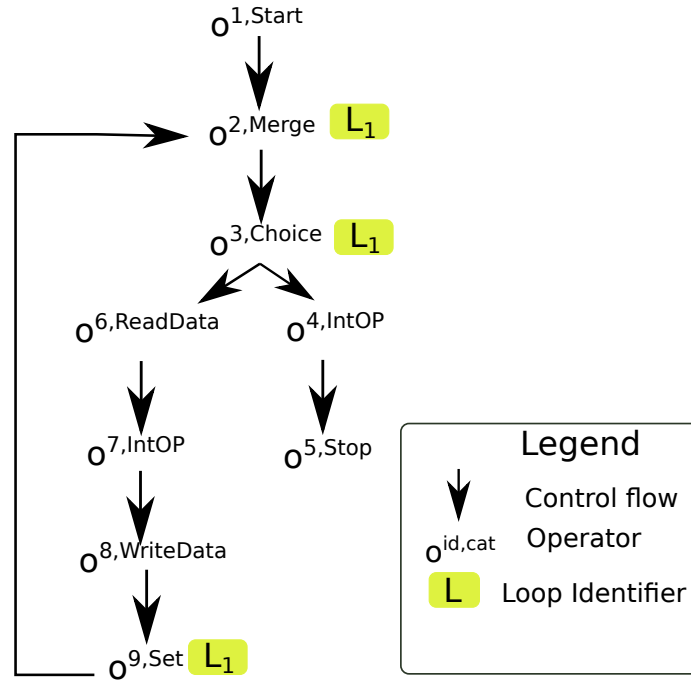 o1,Start
o2,Merge L1
o3,Choice L1
o6,ReadData o4,IntOP
o7,IntOP o5,Stop
o8,WriteData
o9,Set L1
Legend
Control flow
oid,cat Operator
L Loop Identifier